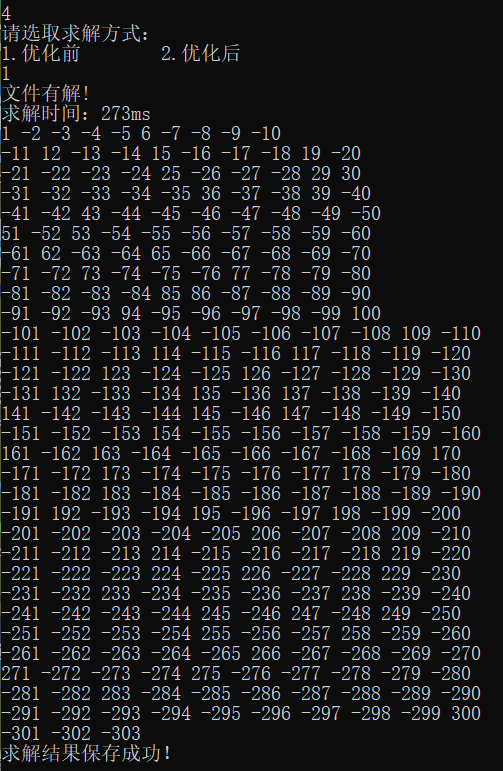 4
请选取求解方式：
1.优化前        2.优化后
1
文件有解！
求解时间：273ms
1 -2 -3 -4 -5 6 -7 -8 -9 -10
-11 12 -13 -14 15 -16 -17 -18 19 -20
-21 -22 -23 -24 25 -26 -27 -28 29 30
-31 -32 -33 -34 -35 36 -37 -38 39 -40
-41 -42 43 -44 -45 -46 -47 -48 -49 -50
51 -52 53 -54 -55 -56 -57 -58 -59 -60
-61 62 -63 -64 65 -66 -67 -68 -69 -70
-71 -72 73 -74 -75 -76 77 -78 -79 -80
-81 -82 -83 -84 85 86 -87 -88 -89 -90
-91 -92 -93 94 -95 -96 -97 -98 -99 100
-101 -102 -103 -104 -105 -106 -107 -108 109 -110
-111 -112 -113 114 -115 -116 117 -118 -119 -120
-121 -122 123 -124 -125 126 -127 -128 -129 -130
-131 132 -133 -134 135 -136 137 -138 -139 -140
141 -142 -143 -144 145 -146 147 -148 -149 -150
-151 -152 -153 154 -155 -156 -157 -158 -159 -160
161 -162 163 -164 -165 -166 -167 -168 -169 170
-171 -172 173 -174 -175 -176 -177 178 -179 -180
-181 -182 183 -184 -185 -186 -187 -188 -189 -190
-191 192 -193 -194 195 -196 -197 198 -199 -200
-201 -202 -203 -204 -205 206 -207 -208 209 -210
-211 -212 -213 214 -215 -216 -217 -218 219 -220
-221 -222 -223 224 -225 226 -227 -228 229 -230
-231 -232 233 -234 -235 -236 -237 238 -239 -240
-241 -242 -243 -244 245 -246 247 -248 249 -250
-251 -252 -253 -254 255 -256 -257 258 -259 -260
-261 -262 -263 -264 -265 266 -267 -268 -269 -270
271 -272 -273 -274 275 -276 -277 -278 -279 -280
-281 -282 283 -284 -285 -286 -287 -288 -289 -290
-291 -292 -293 -294 -295 -296 -297 -298 -299 300
-301 -302 -303
求解结果保存成功！